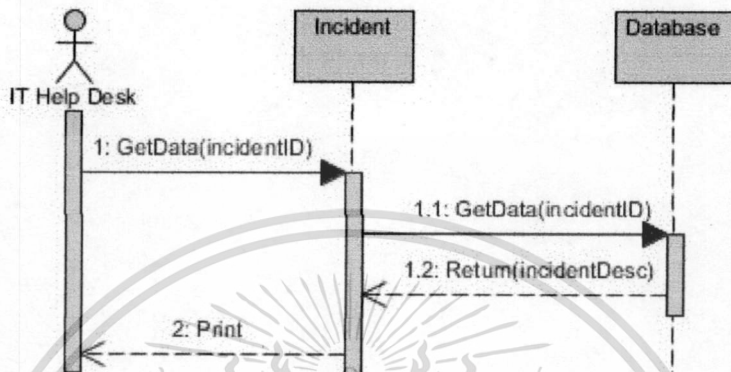 Incident
Database
IT Help Desk
1: GetData(incidentID)
1.1: GetData(incidentID)
1.2: Return(incidentDesc)
2: Print